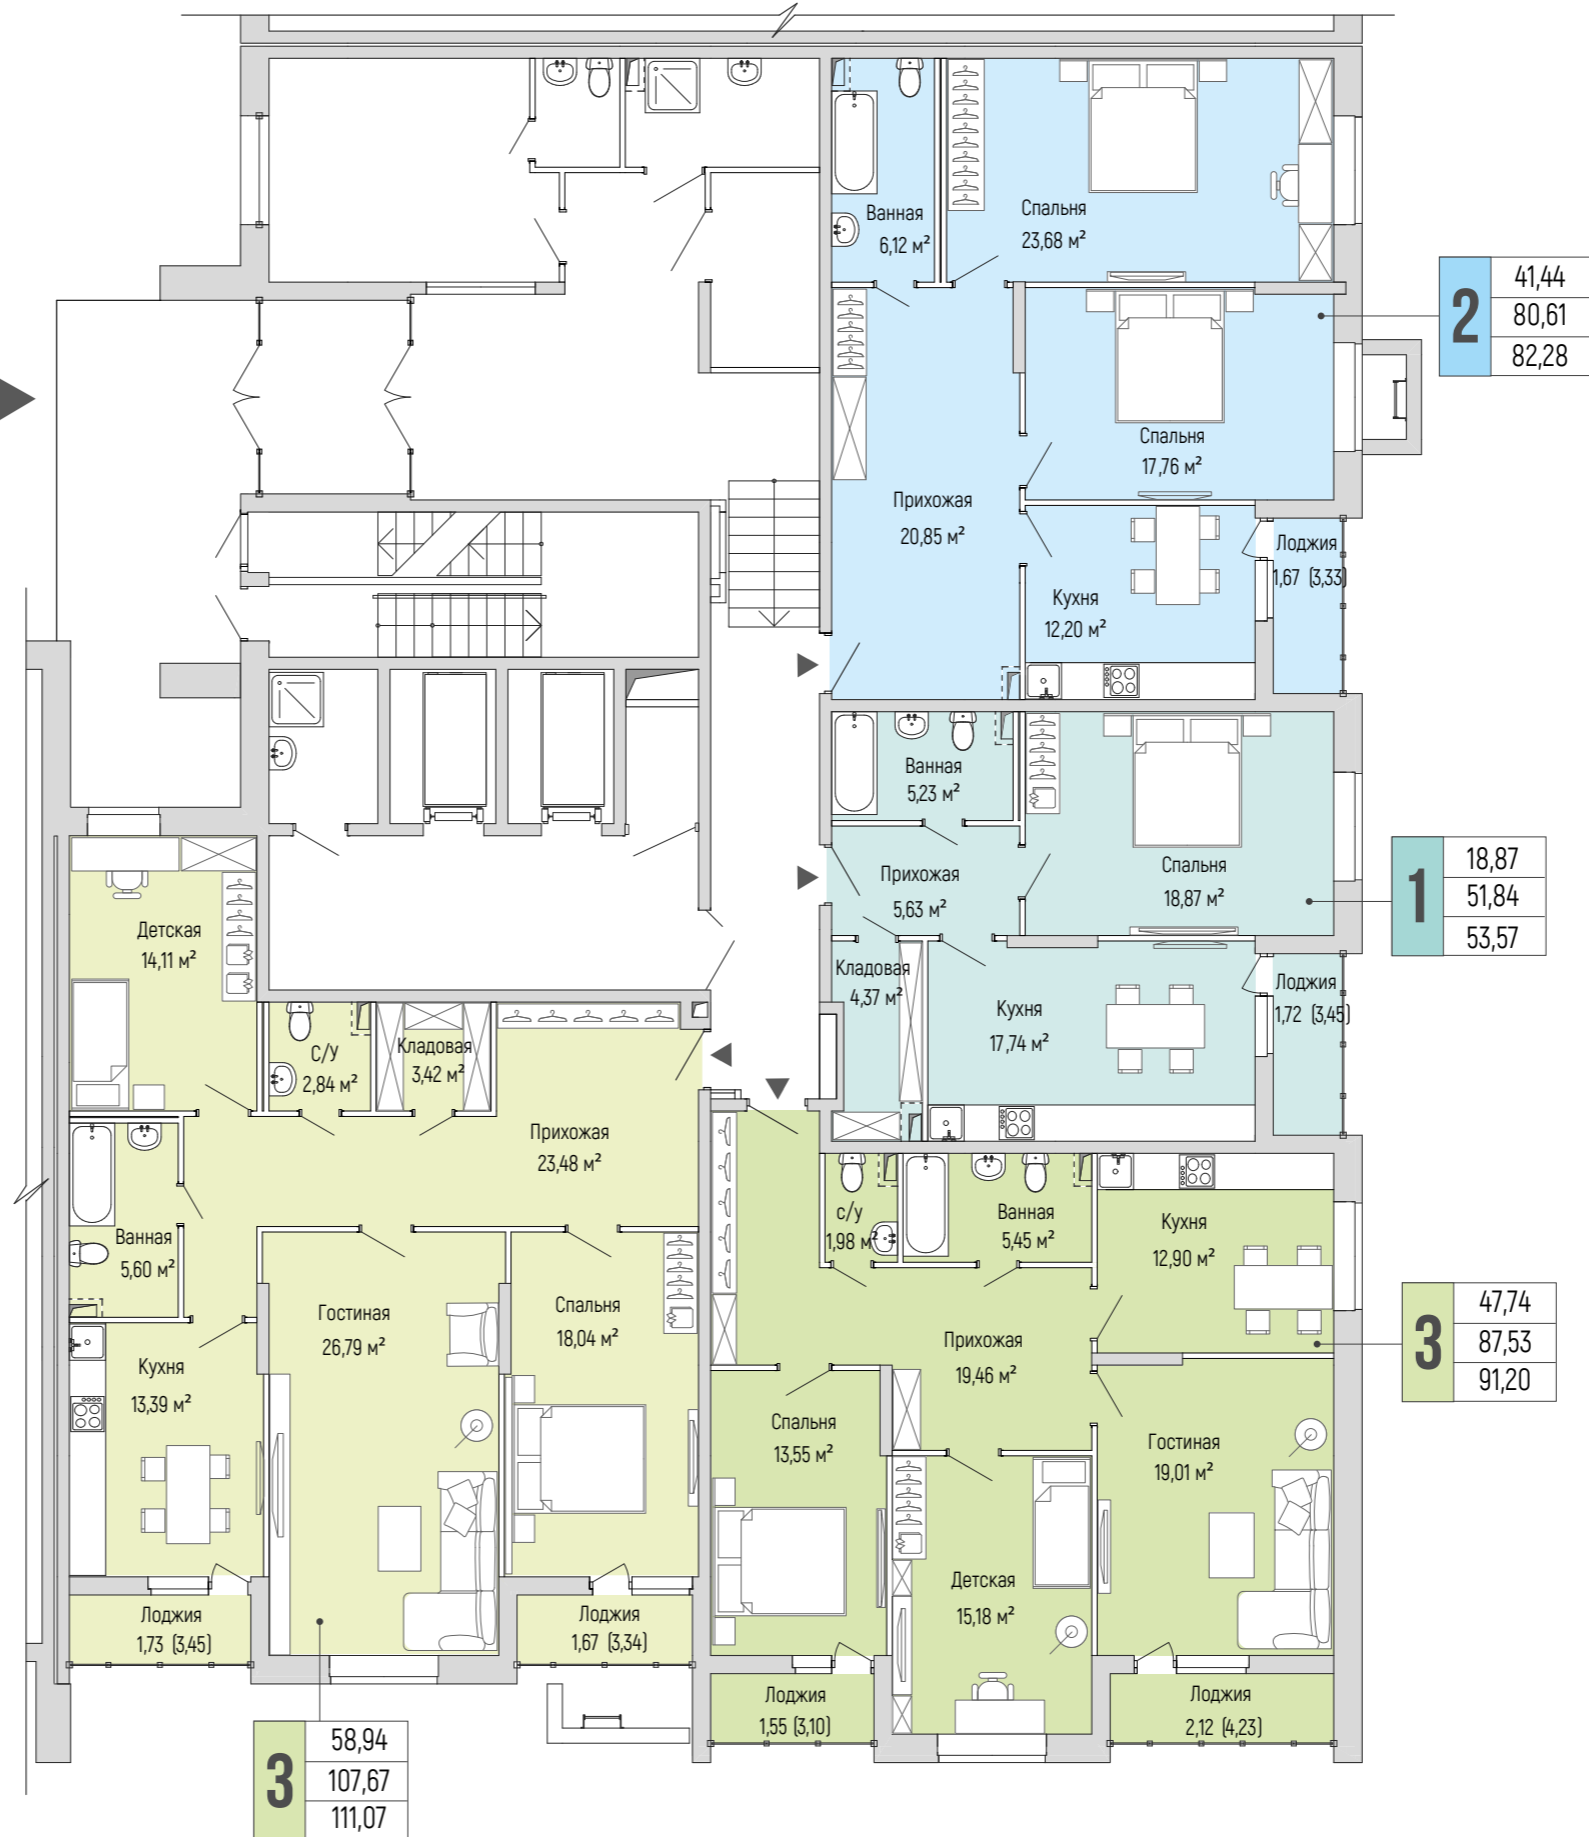 Ванная
6,12 м²
Спальня
23,68 м²
2
41,44
80,61
82,28
Спальня
17,76 м²
Прихожая
20,85 м²
Лоджия
1,67 (3,33)
Кухня
12,20 м²
Ванная
5,23 м²
Прихожая
5,63 м²
Спальня
18,87 м²
1
18,87
51,84
53,57
Кладовая
4,37 м²
Кухня
17,74 м²
Лоджия
1,72 (3,45)
Детская
14,11 м²
С/У
2,84 м²
Кладовая
3,42 м²
Прихожая
23,48 м²
Ванная
5,60 м²
Гостиная
26,79 м²
Спальня
18,04 м²
Кухня
13,39 м²
Лоджия
1,73 (3,45)
Лоджия
1,67 (3,34)
3
58,94
107,67
111,07
с/у
1,98 м²
Ванная
5,45 м²
Кухня
12,90 м²
3
47,74
87,53
91,20
Прихожая
19,46 м²
Спальня
13,55 м²
Гостиная
19,01 м²
Детская
15,18 м²
Лоджия
1,55 (3,10)
Лоджия
2,12 (4,23)